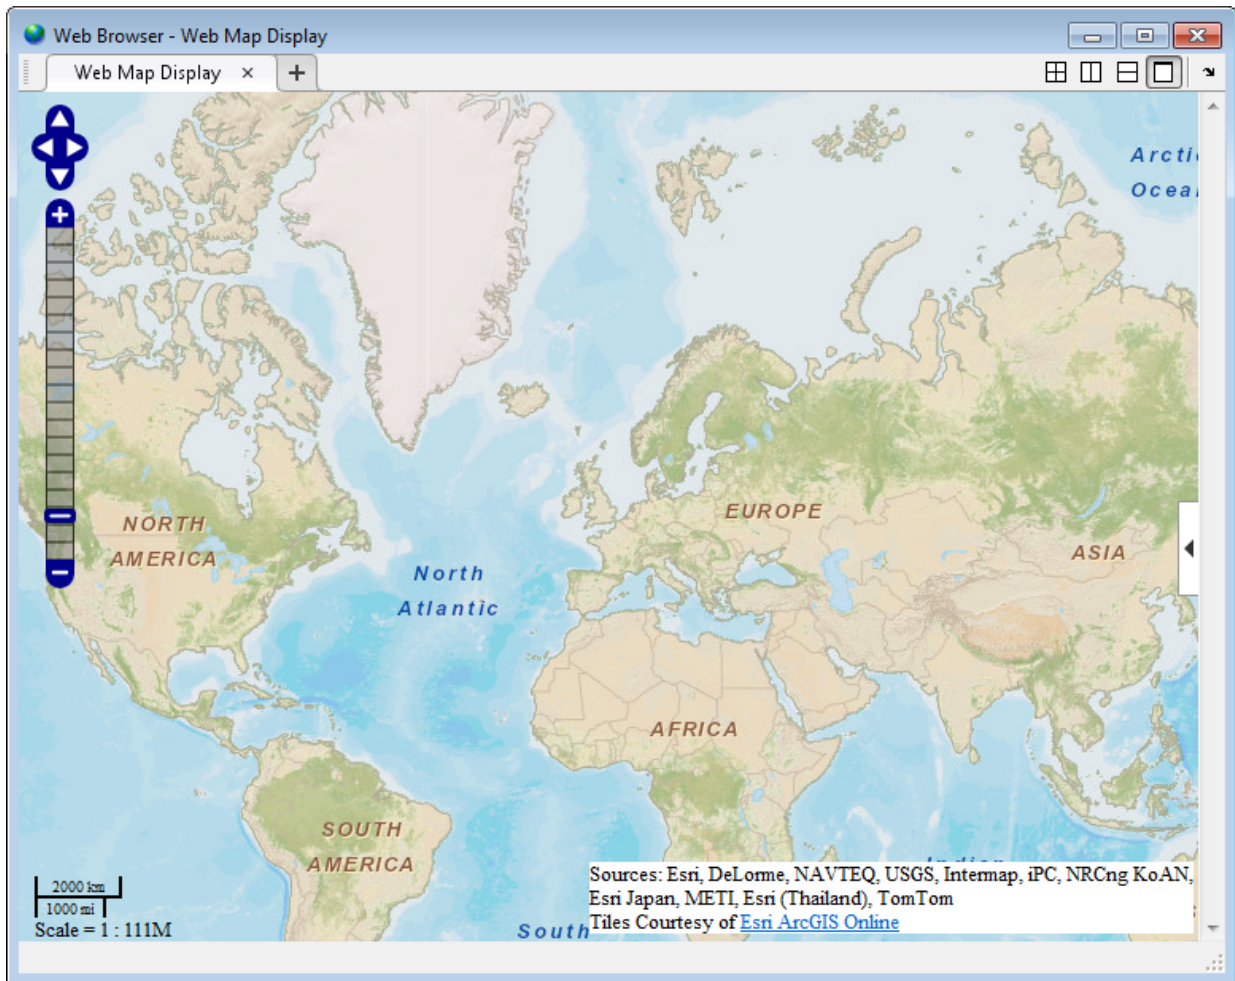 Web Browser - Web Map Display
Web Map Display
Arcti
Ocea
NORTH
AMERICA
EUROPE
ASIA
North
Atlantic
AFRICA
SOUTH
AMERICA
Indian
2000 km
1000 mi
Scale = 1 : 111M
South
Sources: Esri, DeLorme, NAVTEQ, USGS, Intermap, iPC, NRCng KoAN,
Esri Japan, METI, Esri (Thailand), TomTom
Tiles Courtesy of Esri ArcGIS Online